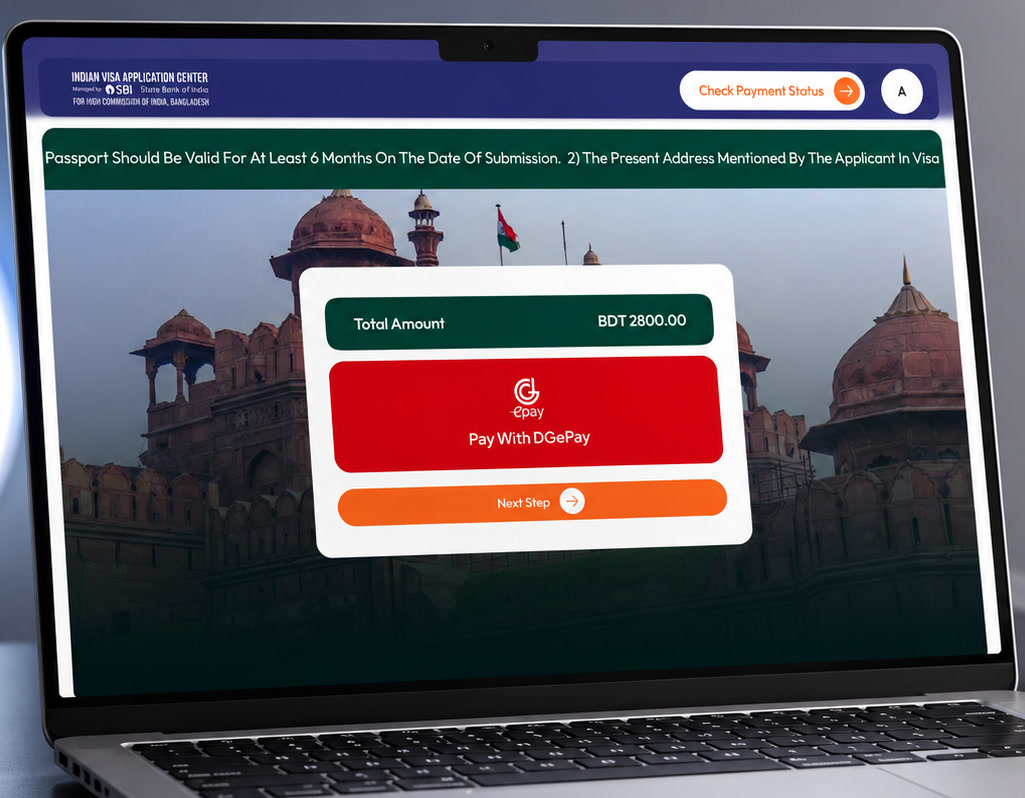 INDIAN VISA APPLICATION CENTER
Managed by SBI State Bank of India
FOR HIGH COMMISSION OF INDIA, BANGLADESH
Check Payment Status
A
Passport Should Be Valid For At Least 6 Months On The Date Of Submission. 2) The Present Address Mentioned By The Applicant In Visa
Total Amount BDT 2800.00
epay
Pay With DGePay
Next Step